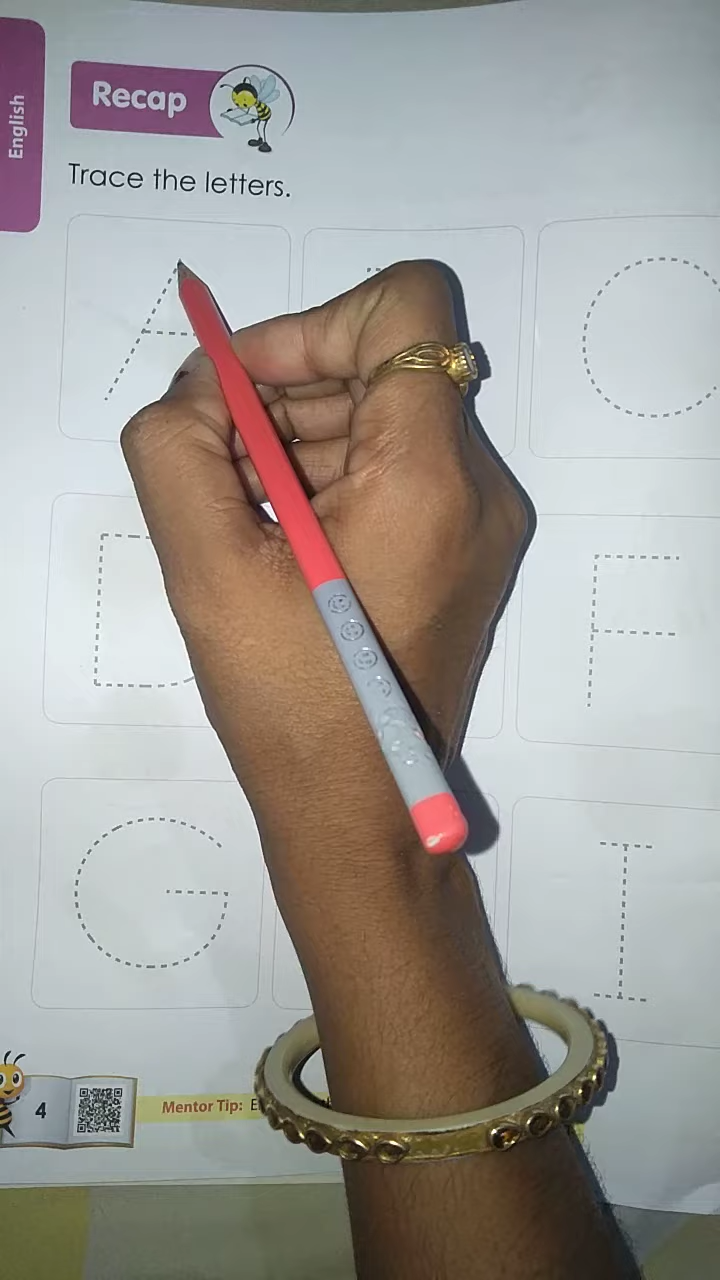 English
Recap
Trace the letters.
A
D F
G I
4
Mentor Tip: